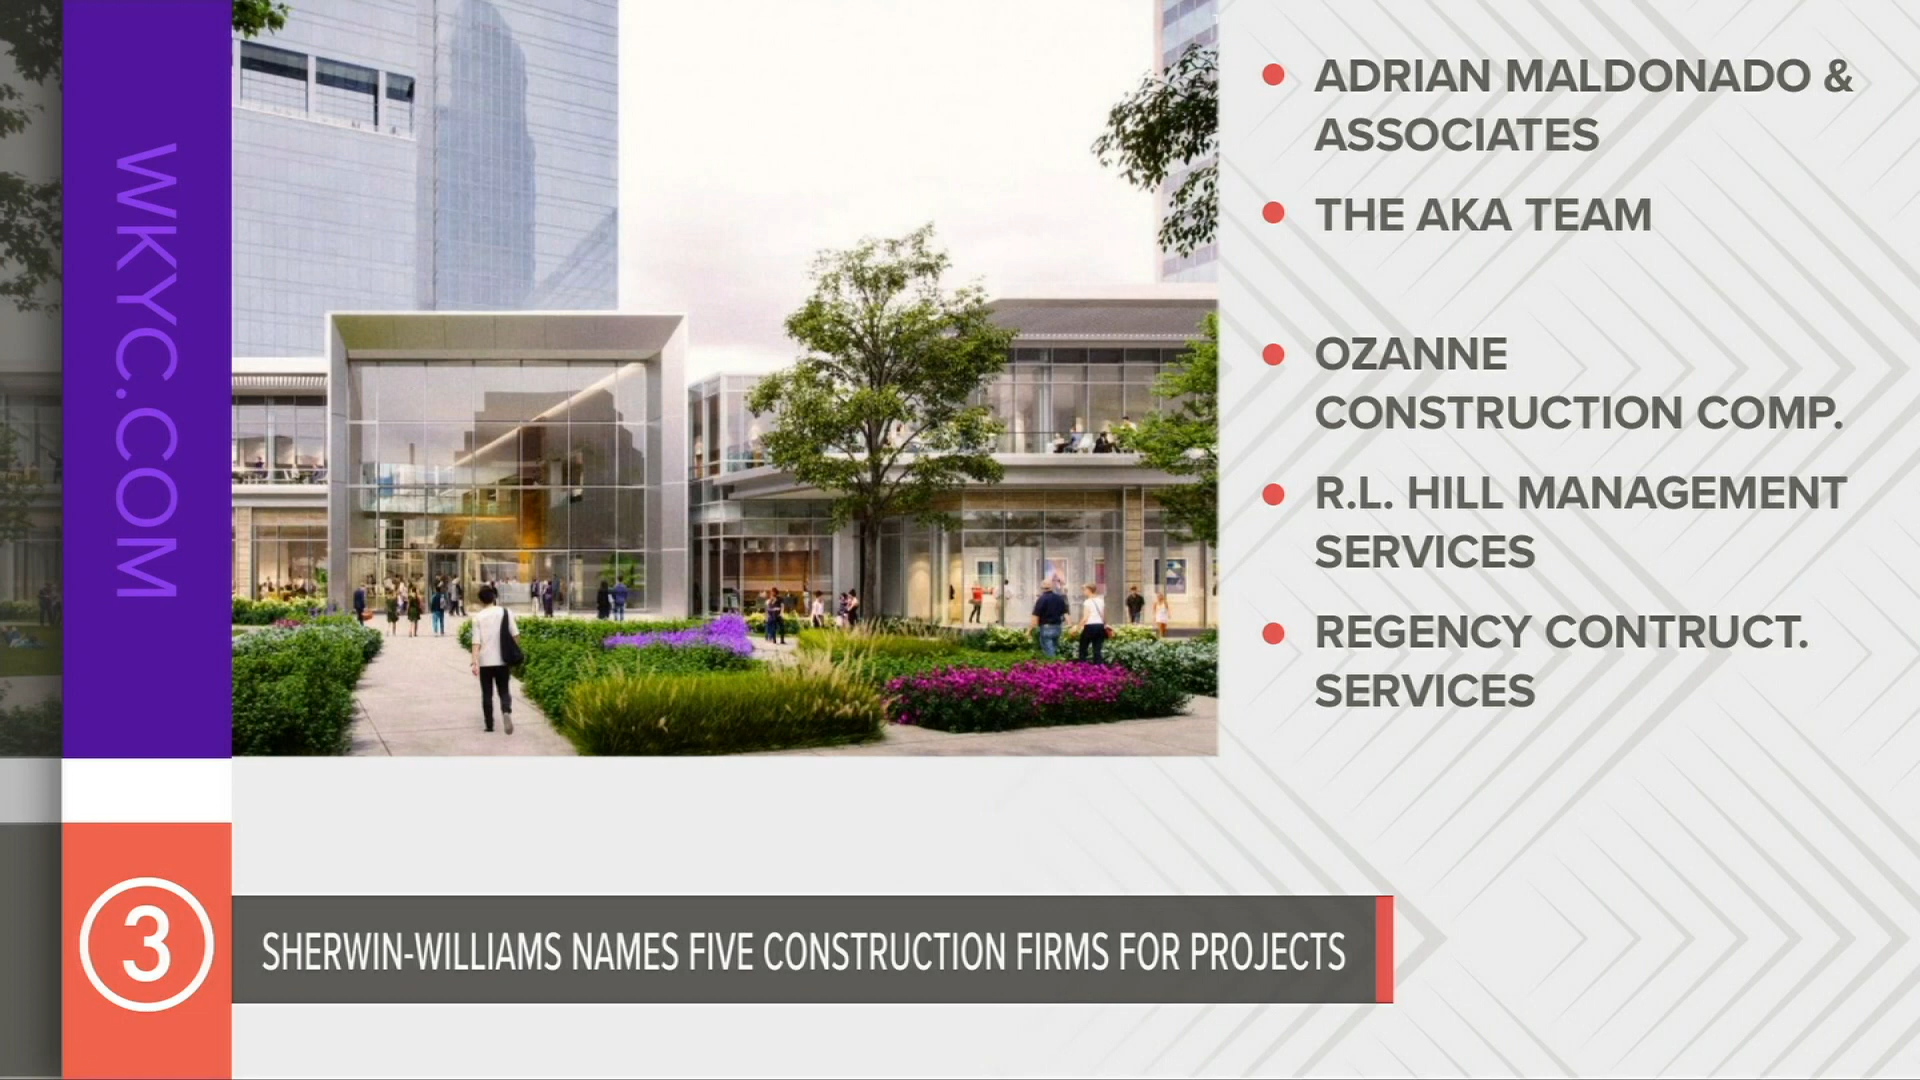 WKYC.COM
ADRIAN MALDONADO &
ASSOCIATES
THE AKA TEAM
OZANNE
CONSTRUCTION COMP.
R.L. HILL MANAGEMENT
SERVICES
REGENCY CONTRUCT.
SERVICES
3
SHERWIN-WILLIAMS NAMES FIVE CONSTRUCTION FIRMS FOR PROJECTS